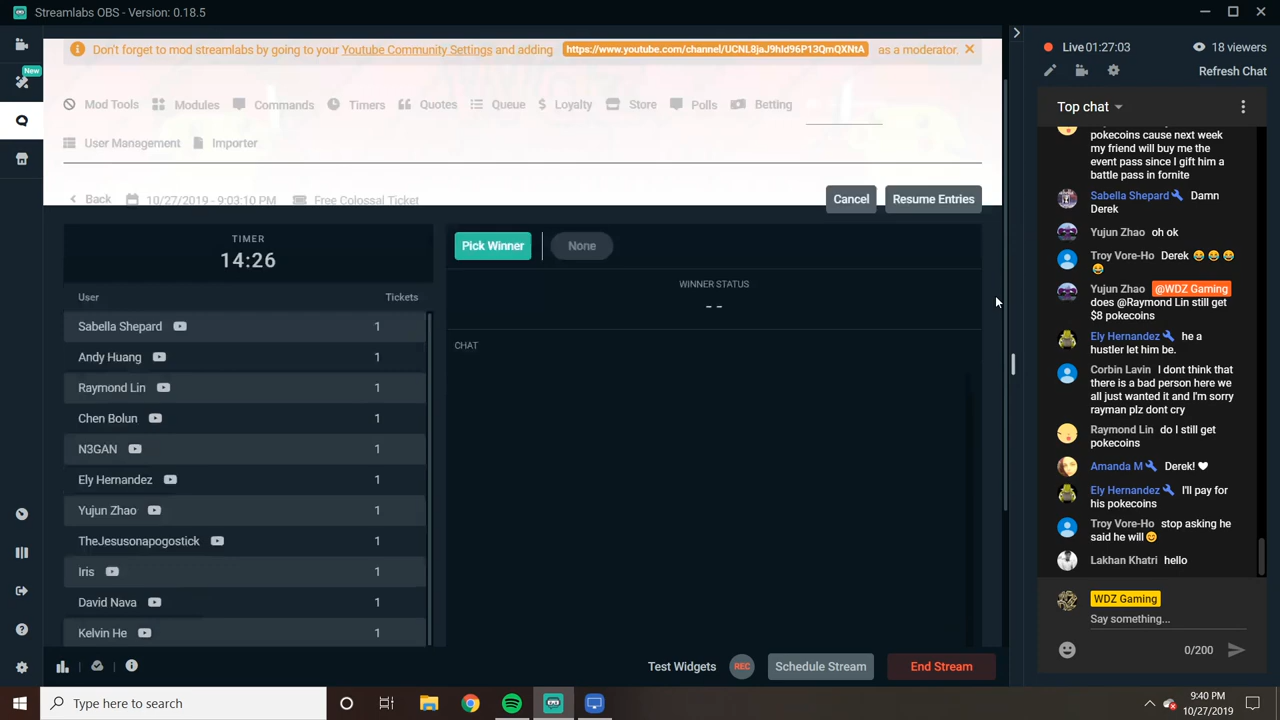 Streamlabs OBS - Version: 0.18.5
New
Don't forget to mod streamlabs by going to your Youtube Community Settings and adding https://www.youtube.com/channel/UCNL8jaJ9hld96P13QmQXNtA as a moderator.
Mod Tools Modules Commands Timers Quotes Queue Loyalty Store Polls Betting
User Management Importer
Back 10/27/2019 - 9:03:10 PM Free Colossal Ticket Cancel Resume Entries
TIMER
14:26
User Tickets
Sabella Shepard 1
Andy Huang 1
Raymond Lin 1
Chen Bolun 1
N3GAN 1
Ely Hernandez 1
Yujun Zhao 1
TheJesusonapogostick 1
Iris 1
David Nava 1
Kelvin He 1
Pick Winner None
WINNER STATUS
- -
CHAT
Test Widgets REC Schedule Stream End Stream
Live 01:27:03 18 viewers
Refresh Chat
Top chat
pokecoins cause next week
my friend will buy me the
event pass since I gift him a
battle pass in fornite
Sabella Shepard Damn
Derek
Yujun Zhao oh ok
Troy Vore-Ho Derek 😂 😂 😂
😂
Yujun Zhao @WDZ Gaming
does @Raymond Lin still get
$8 pokecoins
Ely Hernandez he a
hustler let him be.
Corbin Lavin I dont think that
there is a bad person here we
all just wanted it and I'm sorry
rayman plz dont cry
Raymond Lin do I still get
pokecoins
Amanda M Derek! ♥
Ely Hernandez I'll pay for
his pokecoins
Troy Vore-Ho stop asking he
said he will😊
Lakhan Khatri hello
WDZ Gaming
Say something...
0/200
Type here to search
9:40 PM
10/27/2019